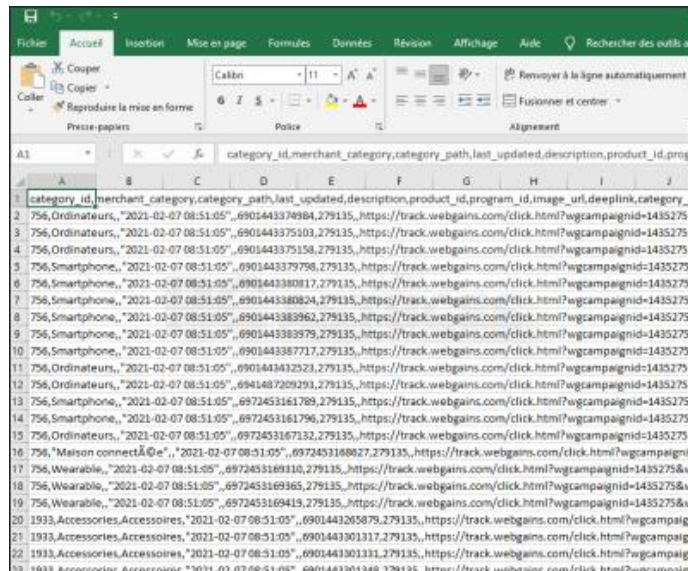 Fichier Accueil Insertion Mise en page Formules Données Révision Affichage Aide Rechercher des outils a
Couper
Copier
Coller
Reproduire la mise en forme
Presse-papiers
Calibri 11 A A
G I S A
Police
Renvoyer à la ligne automatiquement
Fusionner et centrer
Alignement
A1 fx category_id,merchant_category,category_path,last_updated,description,product_id,prog
A B C D E F G H I J
1 category_id,merchant_category,category_path,last_updated,description,product_id,program_id,image_url,deeplink,category_
2 756,Ordinateurs,,"2021-02-07 08:51:05",,6901443374984,279135,,https://track.webgains.com/click.html?wgcampaignid=1435275
3 756,Ordinateurs,,"2021-02-07 08:51:05",,6901443375103,279135,,https://track.webgains.com/click.html?wgcampaignid=1435275
4 756,Ordinateurs,,"2021-02-07 08:51:05",,6901443375158,279135,,https://track.webgains.com/click.html?wgcampaignid=1435275
5 756,Smartphone,,"2021-02-07 08:51:05",,6901443379798,279135,,https://track.webgains.com/click.html?wgcampaignid=1435275
6 756,Smartphone,,"2021-02-07 08:51:05",,6901443380817,279135,,https://track.webgains.com/click.html?wgcampaignid=1435275
7 756,Smartphone,,"2021-02-07 08:51:05",,6901443380824,279135,,https://track.webgains.com/click.html?wgcampaignid=1435275
8 756,Smartphone,,"2021-02-07 08:51:05",,6901443383962,279135,,https://track.webgains.com/click.html?wgcampaignid=1435275
9 756,Smartphone,,"2021-02-07 08:51:05",,6901443383979,279135,,https://track.webgains.com/click.html?wgcampaignid=1435275
10 756,Smartphone,,"2021-02-07 08:51:05",,6901443387717,279135,,https://track.webgains.com/click.html?wgcampaignid=1435275
11 756,Ordinateurs,,"2021-02-07 08:51:05",,6901443432523,279135,,https://track.webgains.com/click.html?wgcampaignid=1435275
12 756,Ordinateurs,,"2021-02-07 08:51:05",,6941487209293,279135,,https://track.webgains.com/click.html?wgcampaignid=1435275
13 756,Smartphone,,"2021-02-07 08:51:05",,6972453161789,279135,,https://track.webgains.com/click.html?wgcampaignid=1435275
14 756,Smartphone,,"2021-02-07 08:51:05",,6972453161796,279135,,https://track.webgains.com/click.html?wgcampaignid=1435275
15 756,Ordinateurs,,"2021-02-07 08:51:05",,6972453167132,279135,,https://track.webgains.com/click.html?wgcampaignid=1435275
16 756,"Maison connectÃ©e",,"2021-02-07 08:51:05",,6972453168627,279135,,https://track.webgains.com/click.html?wgcampaigni
17 756,Wearable,,"2021-02-07 08:51:05",,6972453169310,279135,,https://track.webgains.com/click.html?wgcampaignid=1435275&w
18 756,Wearable,,"2021-02-07 08:51:05",,6972453169365,279135,,https://track.webgains.com/click.html?wgcampaignid=1435275&w
19 756,Wearable,,"2021-02-07 08:51:05",,6972453169419,279135,,https://track.webgains.com/click.html?wgcampaignid=1435275&w
20 1933,Accessories,Accessoires,"2021-02-07 08:51:05",,6901443265879,279135,,https://track.webgains.com/click.html?wgcampaig
21 1933,Accessories,Accessoires,"2021-02-07 08:51:05",,6901443301317,279135,,https://track.webgains.com/click.html?wgcampaig
22 1933,Accessories,Accessoires,"2021-02-07 08:51:05",,6901443301331,279135,,https://track.webgains.com/click.html?wgcampaig
23 1933,Accessories,Accessoires,"2021-02-07 08:51:05",,6901443301348,279135,,https://track.webgains.com/click.html?wgcampaig